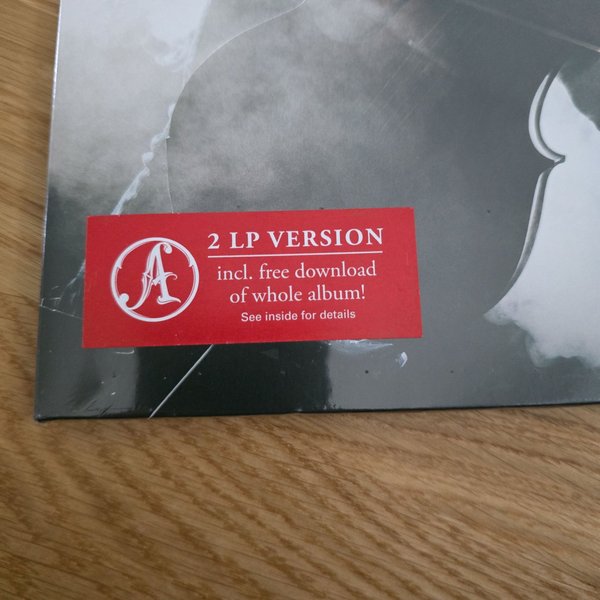 A
2 LP VERSION
incl. free download
of whole album!
See inside for details